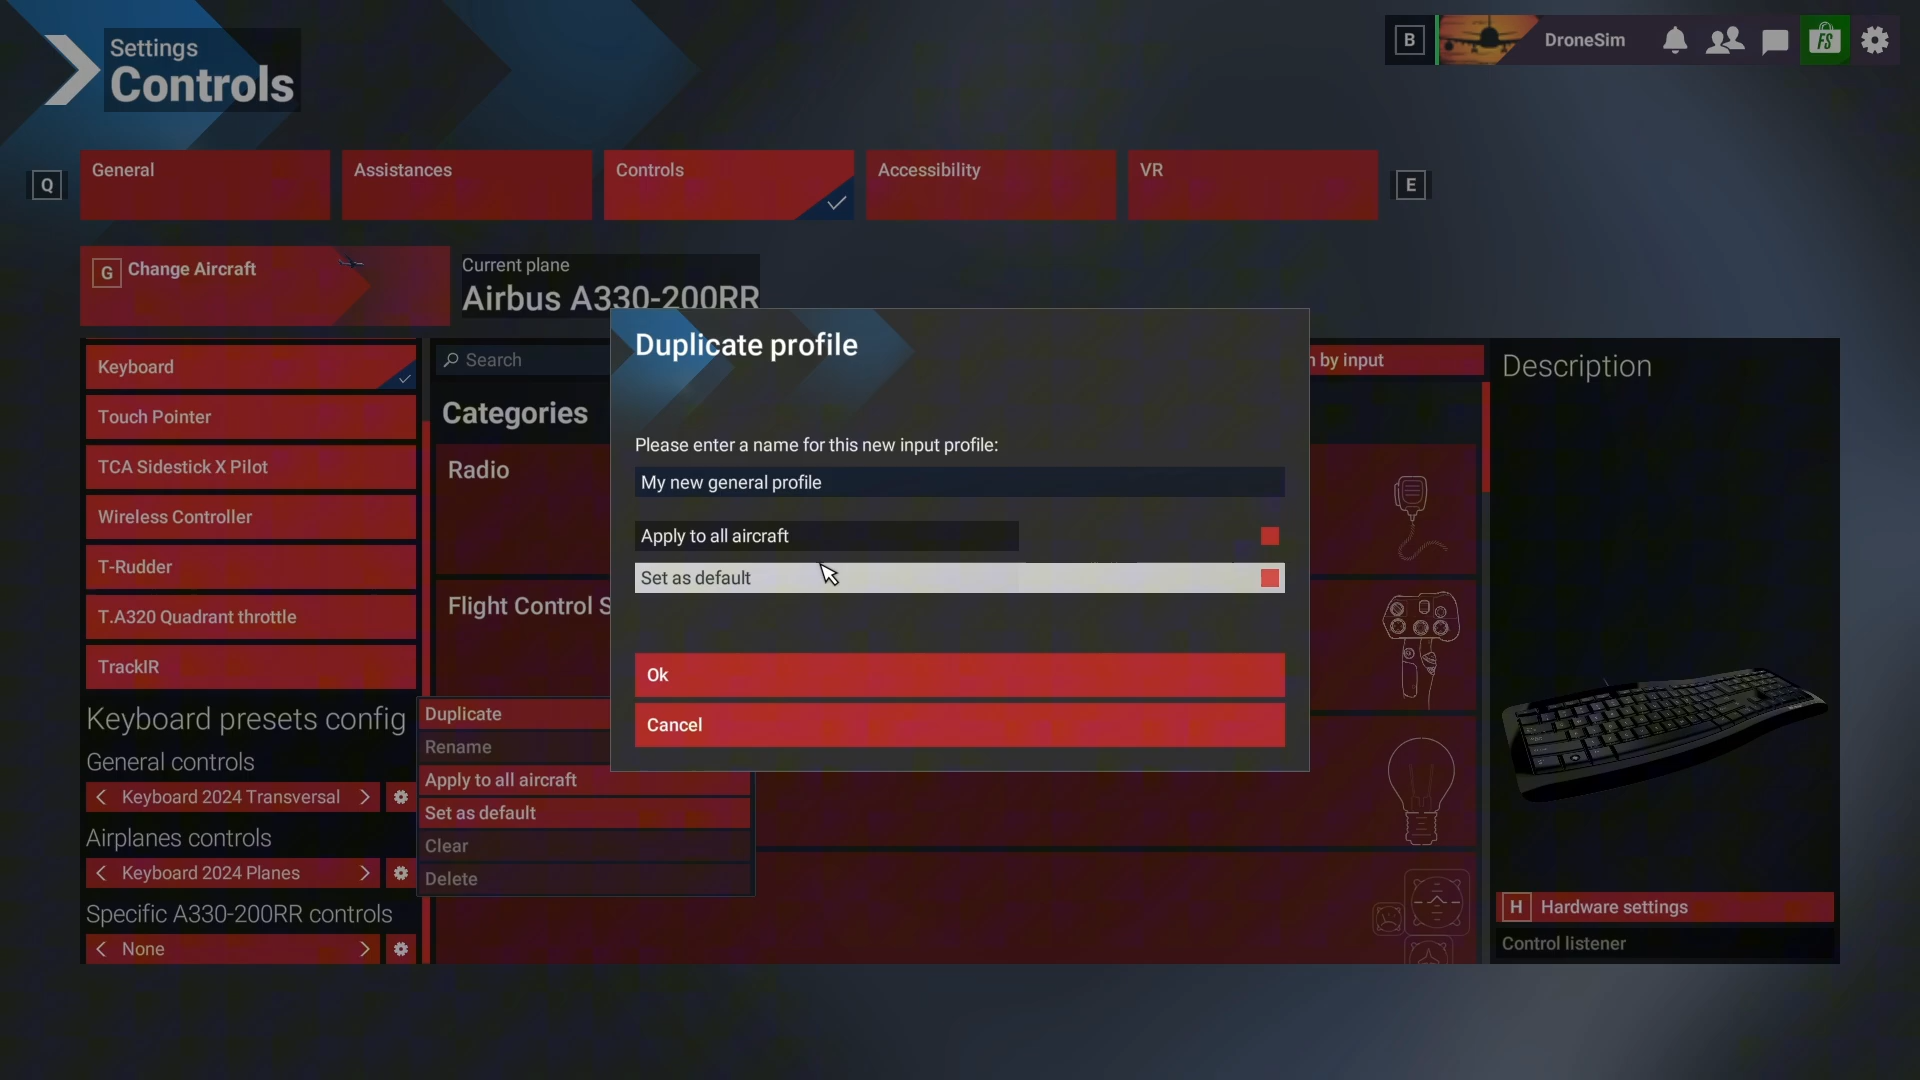 Settings
Controls
B
DroneSim
FS
Q
General
Assistances
Controls
Accessibility
VR
E
G
Change Aircraft
Current plane
Airbus A330-200RR
Keyboard
Touch Pointer
TCA Sidestick X Pilot
Wireless Controller
T-Rudder
T.A320 Quadrant throttle
TrackIR
Keyboard presets config
General controls
Keyboard 2024 Transversal
Airplanes controls
Keyboard 2024 Planes
Specific A330-200RR controls
None
Search
Categories
Radio
Flight Control S
Duplicate
Rename
Apply to all aircraft
Set as default
Clear
Delete
Duplicate profile
Please enter a name for this new input profile:
My new general profile
Apply to all aircraft
Set as default
Ok
Cancel
by input
Description
H
Hardware settings
Control listener